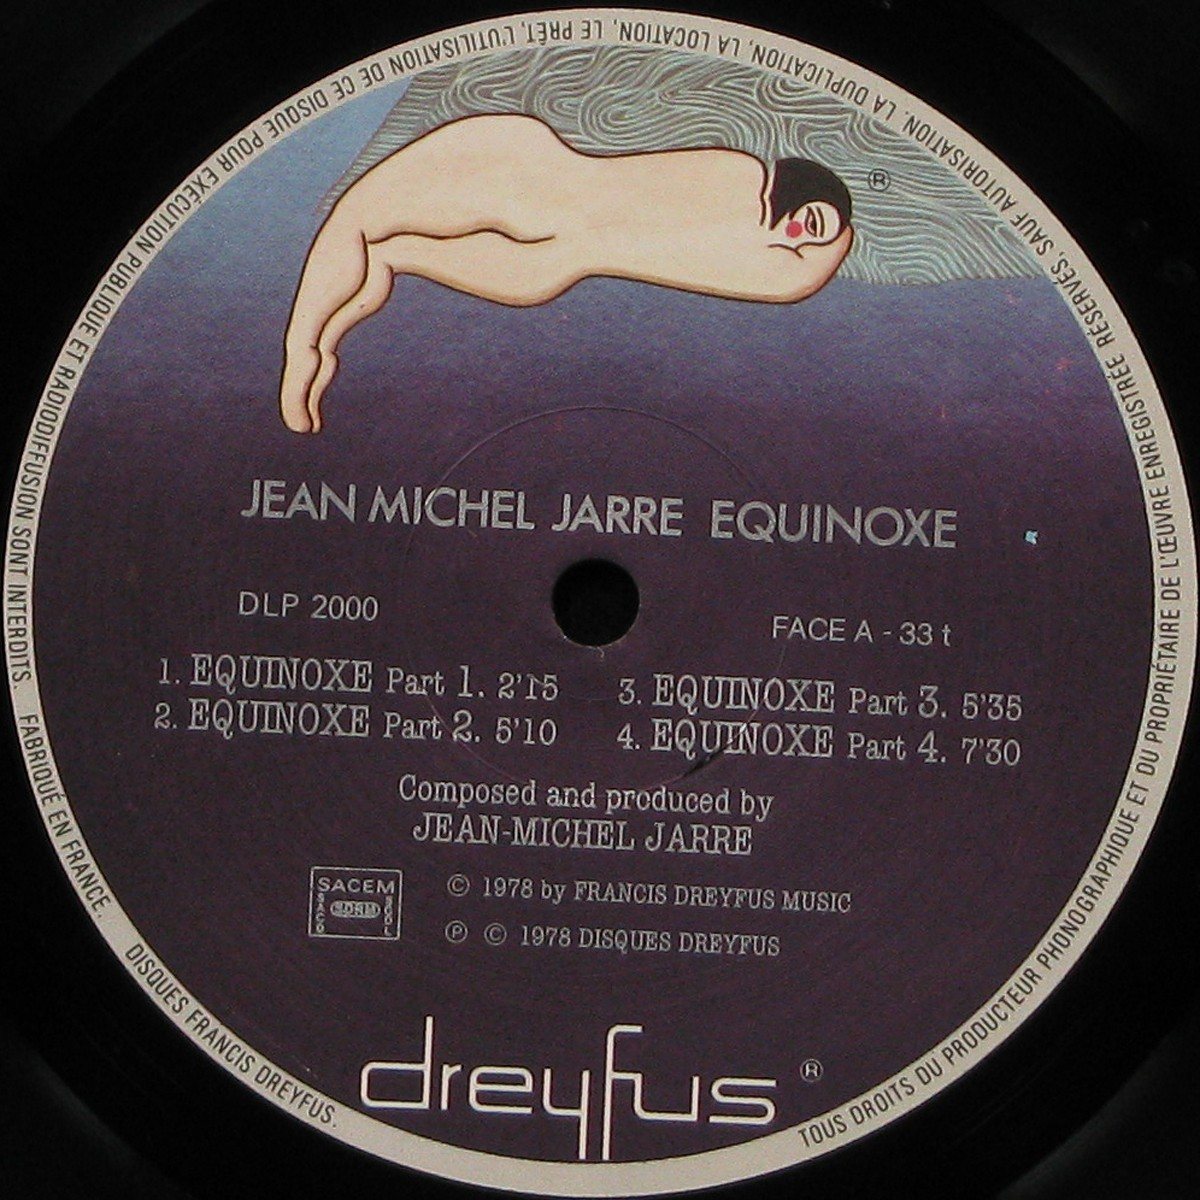 TOUS DROITS DU PRODUCTEUR PHONOGRAPHIQUE ET DU PROPRIÉTAIRE DE L'ŒUVRE ENREGISTRÉE RÉSERVÉS, SAUF AUTORISATION. LA DUPLICATION, LA LOCATION, LE PRÊT, L'UTILISATION DE CE DISQUE POUR EXÉCUTION PUBLIQUE ET RADIODIFFUSION SONT INTERDITS. FABRIQUÉ EN FRANCE.
DISQUES FRANCIS DREYFUS.
®
JEAN MICHEL JARRE EQUINOXE
DLP 2000
FACE A - 33 t
1. EQUINOXE Part 1. 2'15
2. EQUINOXE Part 2. 5'10
3. EQUINOXE Part 3. 5'35
4. EQUINOXE Part 4. 7'30
Composed and produced by
JEAN-MICHEL JARRE
SACEM
SACD
SDRM
SGDL
© 1978 by FRANCIS DREYFUS MUSIC
℗ © 1978 DISQUES DREYFUS
dreyfus ®